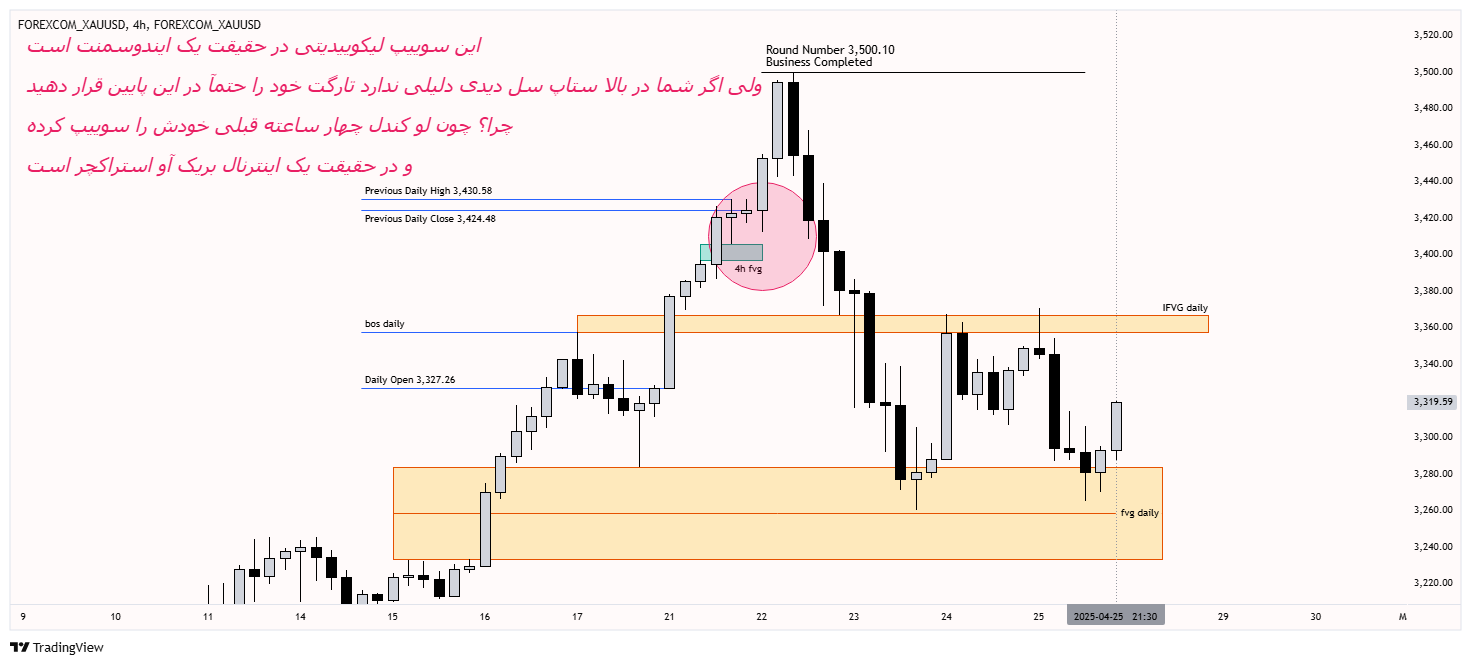 FOREXCOM_XAUUSD, 4h, FOREXCOM_XAUUSD
این سوییپ لیکوییدیتی در حقیقت یک ایندوسمنت است
ولی اگر شما در بالا ستاپ سل دیدی دلیلی ندارد تارگت خود را حتمآ در این پایین قرار دهید
چرا؟ چون لو کندل چهار ساعته قبلی خودش را سوییپ کرده
و در حقیقت یک اینترنال بریک آو استراکچر است
Round Number 3,500.10
Business Completed
Previous Daily High 3,430.58
Previous Daily Close 3,424.48
4h fvg
IFVG daily
bos daily
Daily Open 3,327.26
fvg daily
3,520.00
3,500.00
3,480.00
3,460.00
3,440.00
3,420.00
3,400.00
3,380.00
3,360.00
3,340.00
3,319.59
3,300.00
3,280.00
3,260.00
3,240.00
3,220.00
9 10 11 14 15 16 17 21 22 23 24 25 2025-04-25 21:30 29 30 M
TradingView